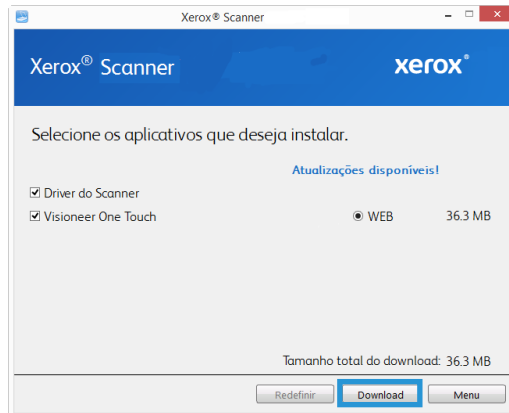 Xerox® Scanner
Xerox® Scanner
xerox®
Selecione os aplicativos que deseja instalar.
Atualizações disponíveis!
Driver do Scanner
Visioneer One Touch WEB 36.3 MB
Tamanho total do download: 36.3 MB
Redefinir Download Menu